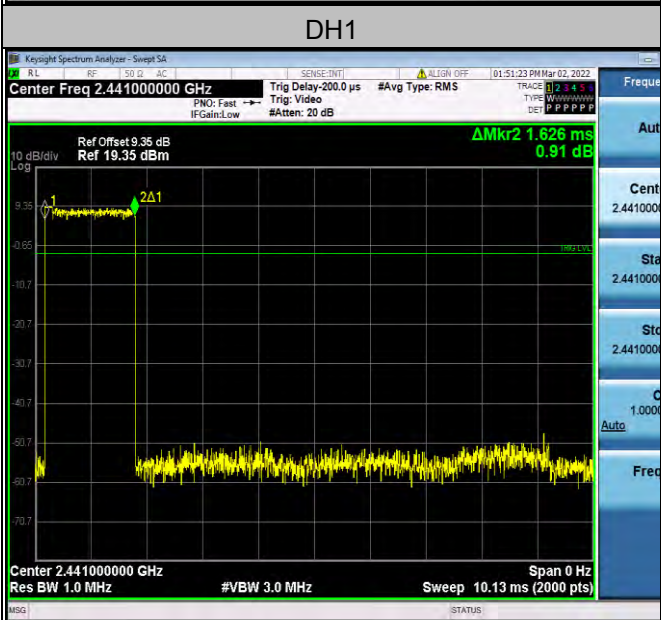 DH1
Keysight Spectrum Analyzer - Swept SA
RL RF 50 Ω AC SENSE:INT ALIGN OFF 01:51:23 PM Mar 02, 2022
Center Freq 2.441000000 GHz
PNO: Fast
IFGain:Low
Trig Delay-200.0 µs
Trig: Video
#Atten: 20 dB
#Avg Type: RMS
TRACE 1 2 3 4 5 6
TYPE WWWWWW
DET P P P P P P
Ref Offset 9.35 dB
10 dB/div Ref 19.35 dBm
Log
ΔMkr2 1.626 ms
0.91 dB
1
2Δ1
9.35
-0.65
TRIG LVL
-10.7
-20.7
-30.7
-40.7
-50.7
-60.7
-70.7
Center 2.441000000 GHz
Span 0 Hz
Res BW 1.0 MHz
#VBW 3.0 MHz
Sweep 10.13 ms (2000 pts)
MSG
STATUS
Freque
Aut
Cent
2.4410000
Sta
2.4410000
Sto
2.4410000
C
1.0000
Auto
Freq